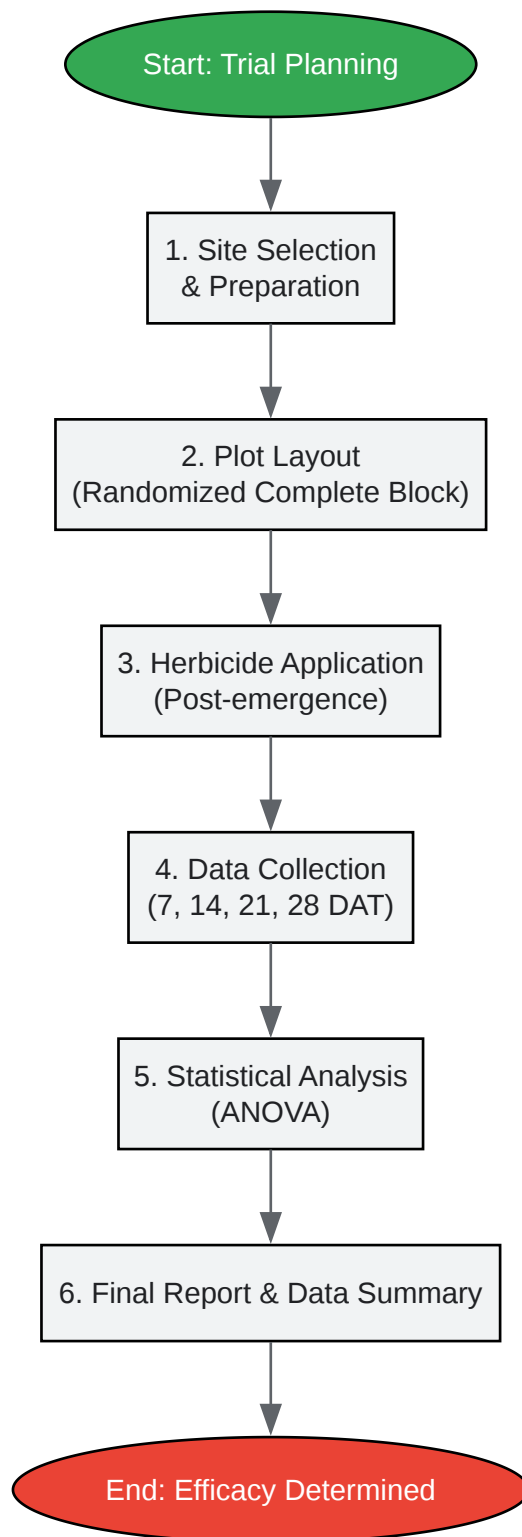 Start: Trial Planning
1. Site Selection
& Preparation
2. Plot Layout
(Randomized Complete Block)
3. Herbicide Application
(Post-emergence)
4. Data Collection
(7, 14, 21, 28 DAT)
5. Statistical Analysis
(ANOVA)
6. Final Report & Data Summary
End: Efficacy Determined